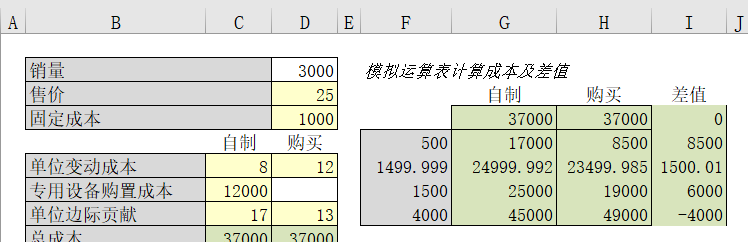 A B C D E F G H I J
销量 3000
售价 25
固定成本 1000
自制 购买
单位变动成本 8 12
专用设备购置成本 12000
单位边际贡献 17 13
总成本 37000 37000
模拟运算表计算成本及差值
自制 购买 差值
37000 37000 0
500 17000 8500 8500
1499.999 24999.992 23499.985 1500.01
1500 25000 19000 6000
4000 45000 49000 -4000